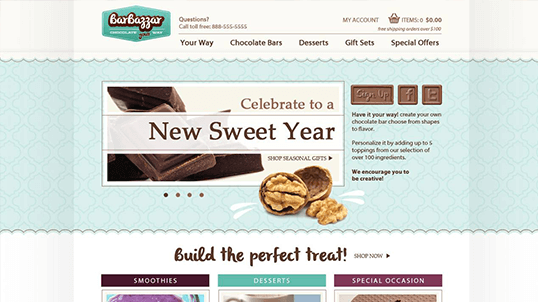 barbazzar
CHOCOLATE your WAY
Questions?
Call toll free: 888-555-5555
MY ACCOUNT
ITEMS: 0 $0.00
free shipping orders over $100
Your Way
Chocolate Bars
Desserts
Gift Sets
Special Offers
Celebrate to a
New Sweet Year
SHOP SEASONAL GIFTS
Sign Up
f
t
Have it your way! create your own
chocolate bar choose from shapes
to flavor.
Personalize it by adding up to 5
toppings from our selection of
over 100 ingredients.
We encourage you to
be creative!
Build the perfect treat!
SHOP NOW
SMOOTHIES
DESERTS
SPECIAL OCCASION